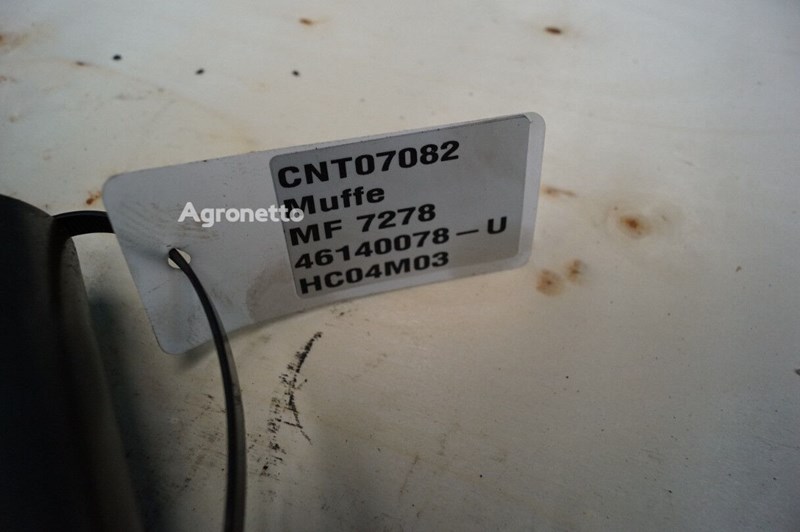 CNT07082
Muffe
MF 7278
46140078-U
HC04M03
Agronetto